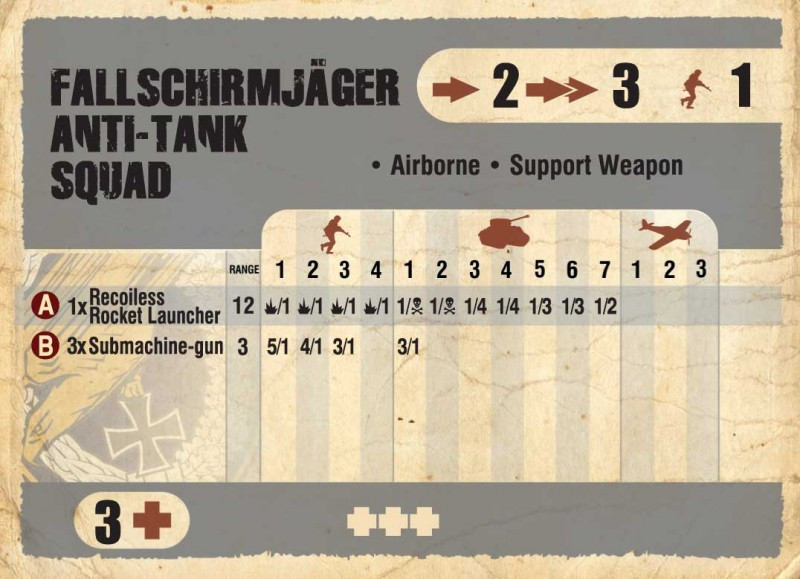 FALLSCHIRMJÄGER
ANTI-TANK
SQUAD
2 3 1
• Airborne • Support Weapon
RANGE 1 2 3 4 1 2 3 4 5 6 7 1 2 3
A 1x Recoiless
Rocket Launcher 12 /1 /1 /1 /1 1/☠ 1/☠ 1/4 1/4 1/3 1/3 1/2
B 3x Submachine-gun 3 5/1 4/1 3/1 3/1
3